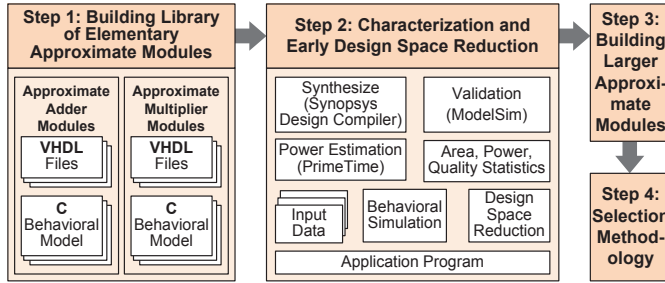 Step 1: Building Library
of Elementary
Approximate Modules
Approximate
Adder
Modules
VHDL
Files
C
Behavioral
Model
Approximate
Multiplier
Modules
VHDL
Files
C
Behavioral
Model
Step 2: Characterization and
Early Design Space Reduction
Synthesize
(Synopsys
Design Compiler)
Validation
(ModelSim)
Power Estimation
(PrimeTime)
Area, Power,
Quality Statistics
Input
Data
Behavioral
Simulation
Design
Space
Reduction
Application Program
Step 3:
Building
Larger
Approxi-
mate
Modules
Step 4:
Selection
Method-
ology